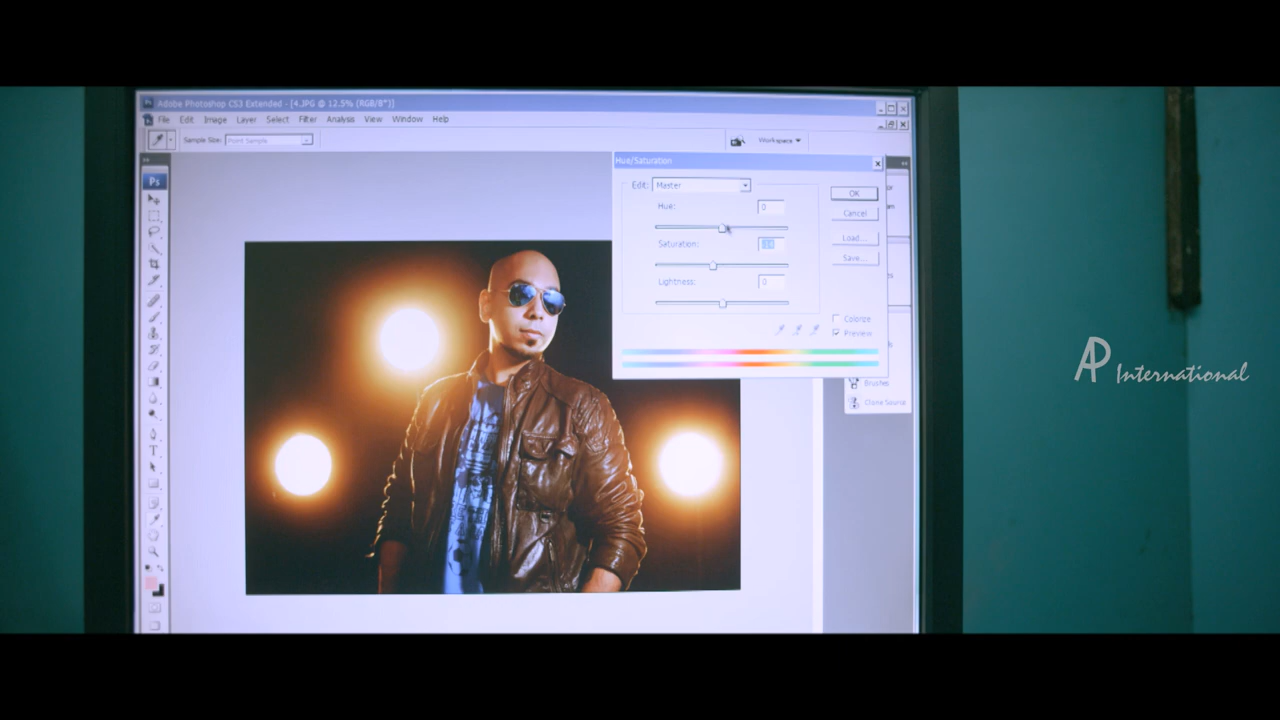 Adobe Photoshop CS3 Extended - [4.JPG @ 12.5% (RGB/8*)]
File Edit Image Layer Select Filter Analysis View Window Help
Sample Size: Point Sample
Workspace
Hue/Saturation
Ps
Edit: Master
OK
Hue: 0
Cancel
Saturation:
Load...
Save...
Lightness: 0
Colorize
Preview
Brushes
Clone Source
AP International